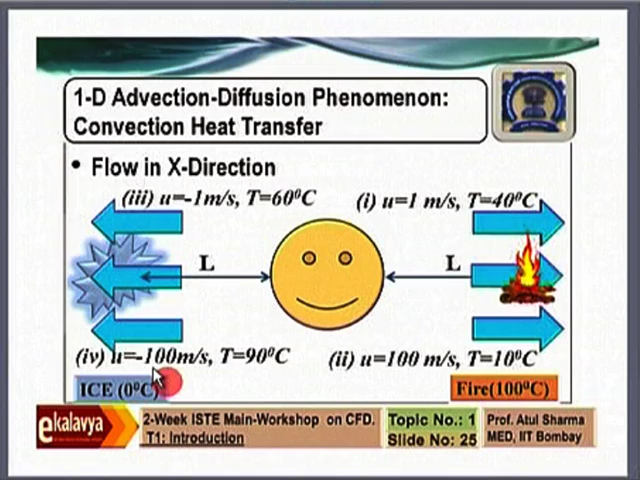 1-D Advection-Diffusion Phenomenon:
Convection Heat Transfer
• Flow in X-Direction
(iii) u=-1m/s, T=60⁰C
(i) u=1 m/s, T=40⁰C
L
L
(iv) u=-100m/s, T=90⁰C
(ii) u=100 m/s, T=10⁰C
ICE (0⁰C)
Fire(100⁰C)
ekalavya
2-Week ISTE Main-Workshop on CFD.
T1: Introduction
Topic No.: 1
Slide No: 25
Prof. Atul Sharma
MED, IIT Bombay